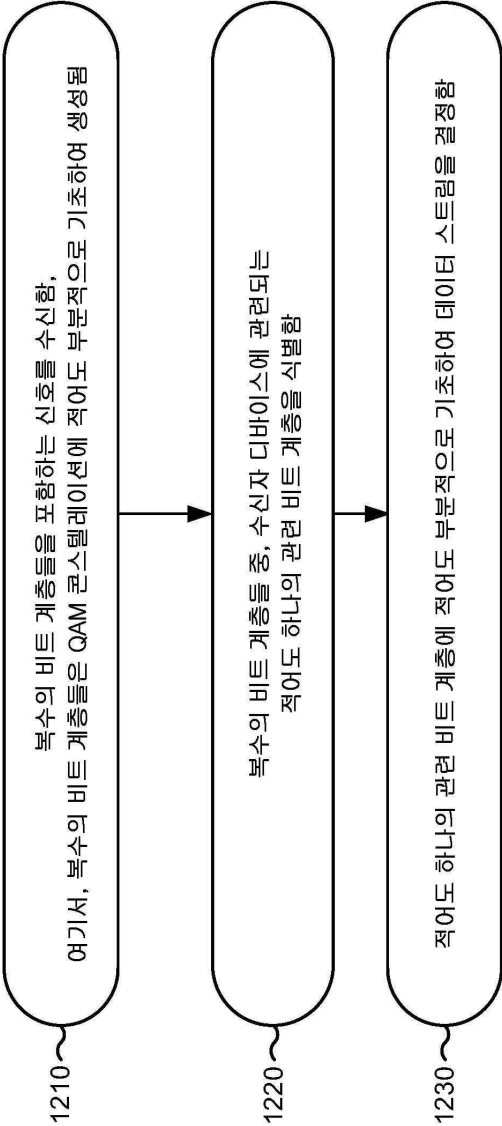 1210
복수의 비트 계층들을 포함하는 신호를 수신함,
여기서, 복수의 비트 계층들은 QAM 콘스텔레이션에 적어도 부분적으로 기초하여 생성됨
1220
복수의 비트 계층들 중, 수신자 디바이스에 관련되는
적어도 하나의 관련 비트 계층을 식별함
1230
적어도 하나의 관련 비트 계층에 적어도 부분적으로 기초하여 데이터 스트림을 결정함